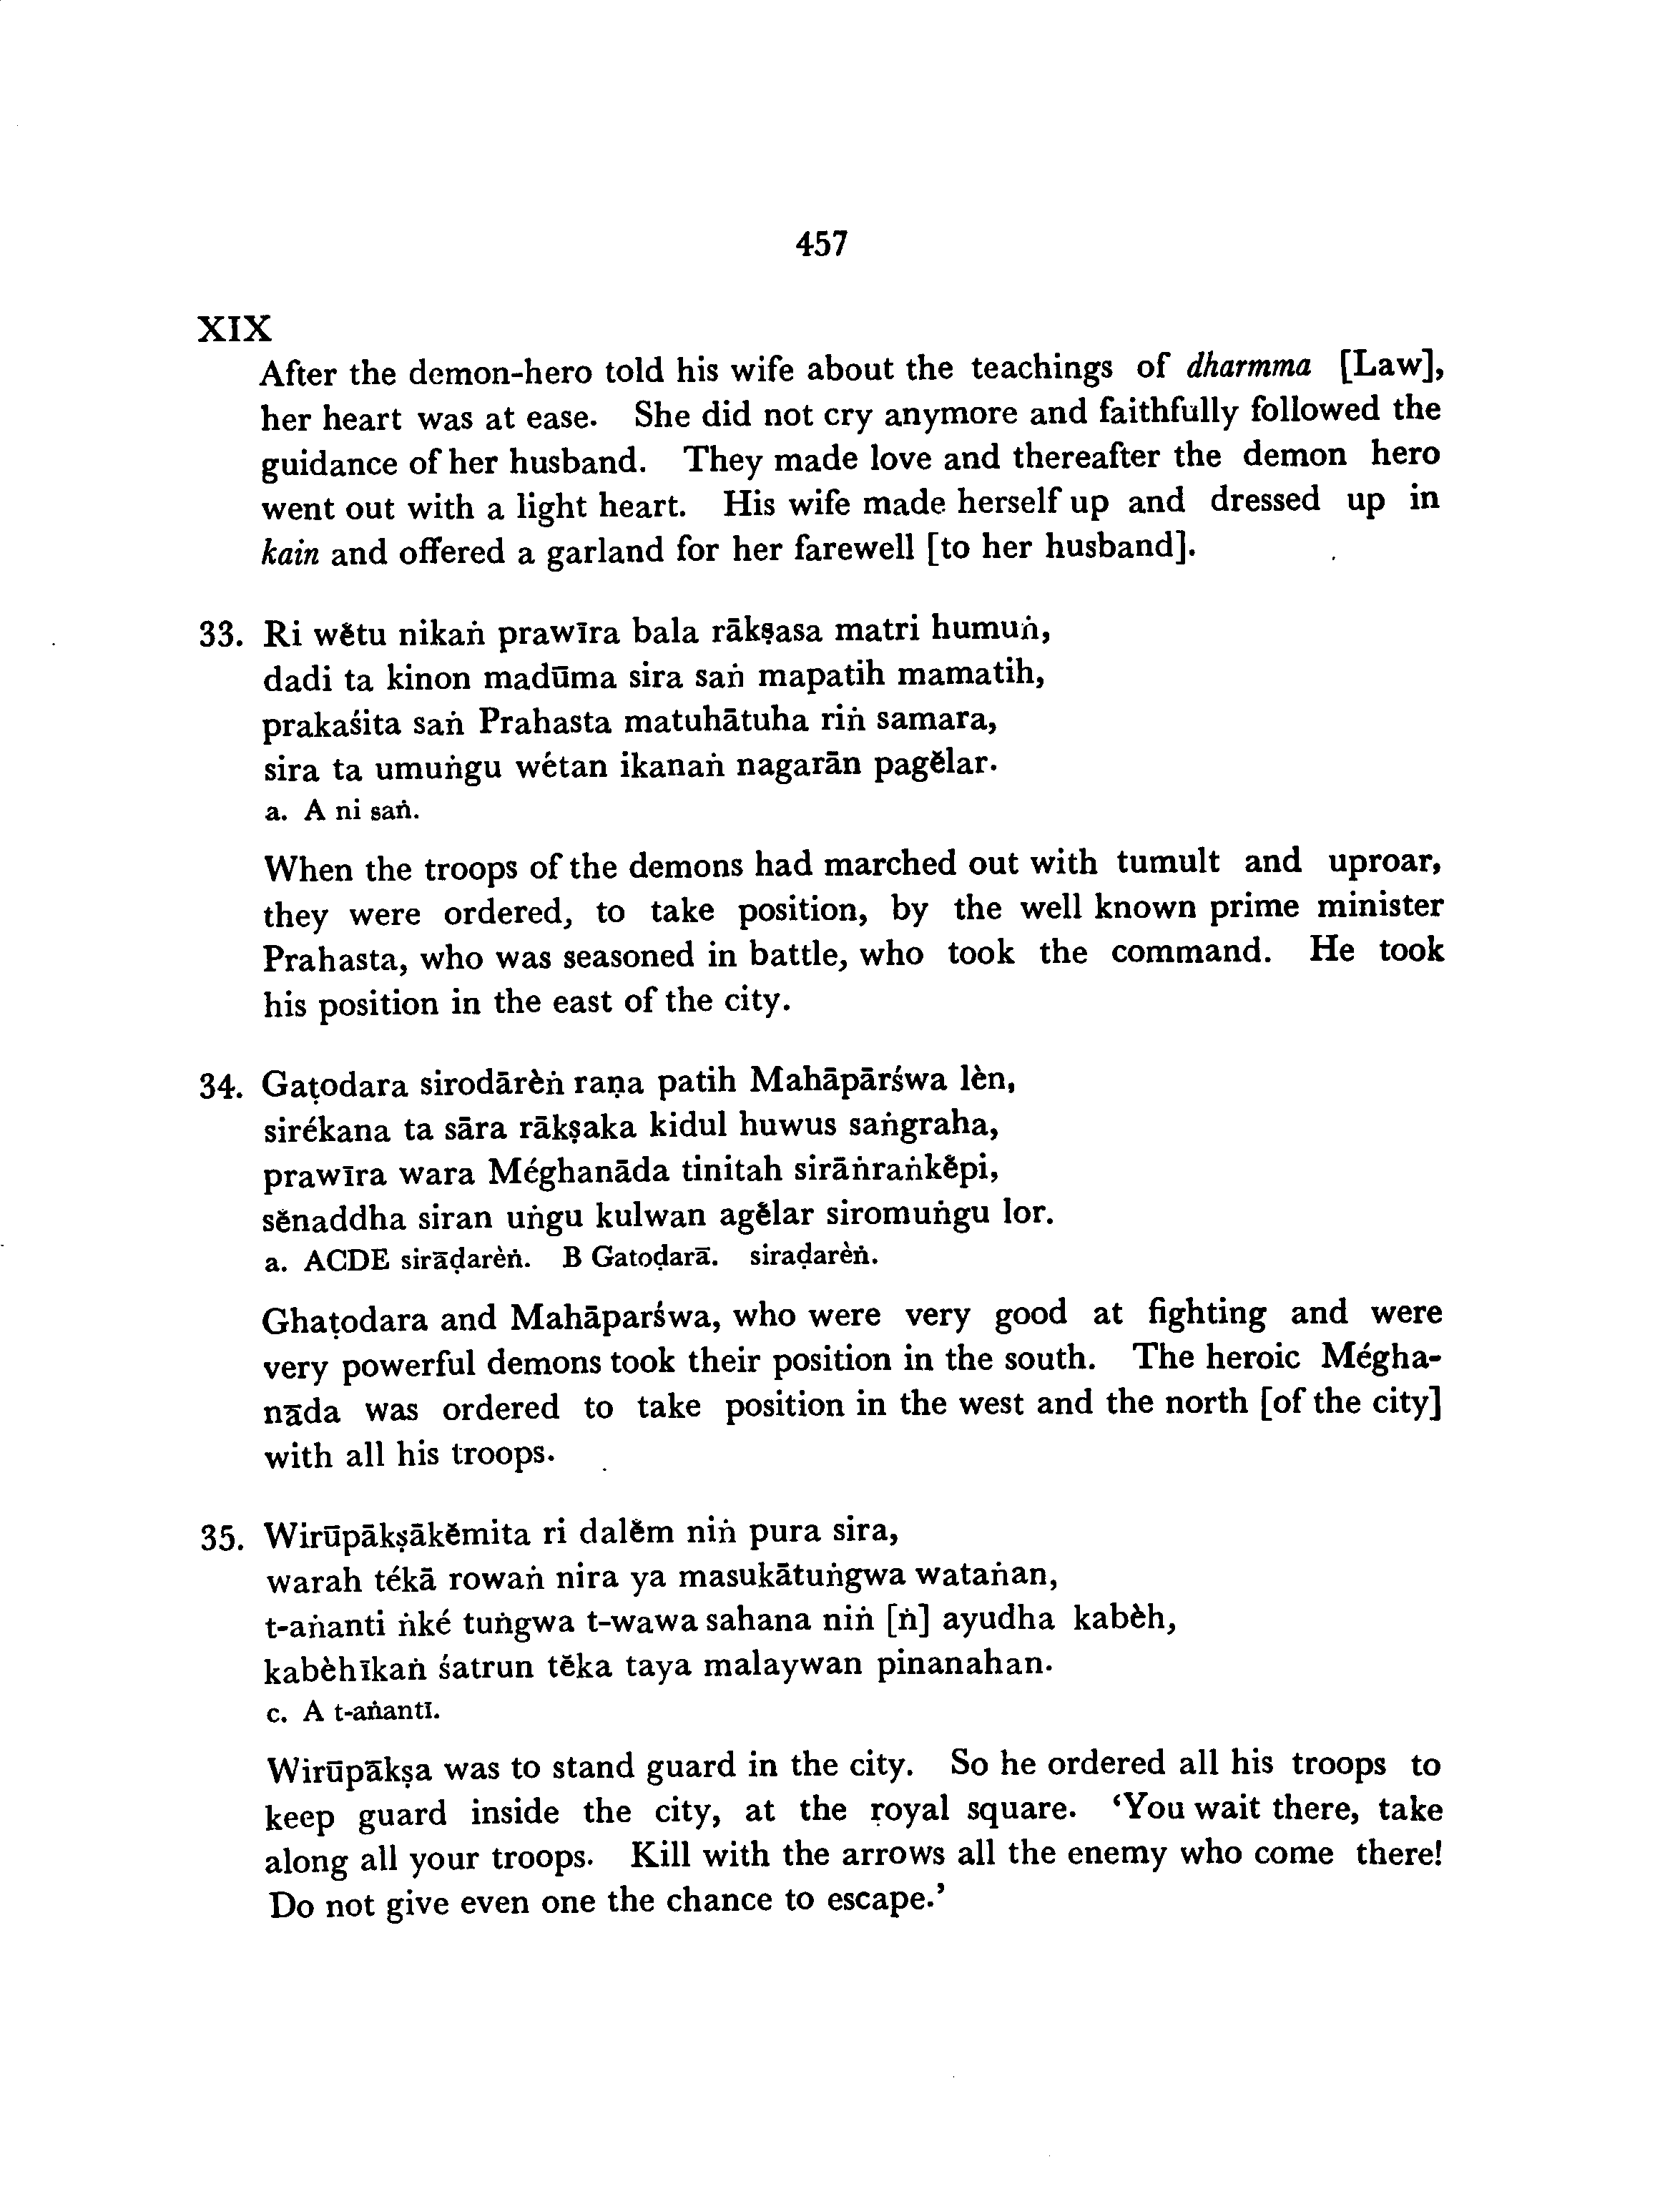 457
XIX
After the demon-hero told his wife about the teachings of dharmma [Law],
her heart was at ease. She did not cry anymore and faithfully followed the
guidance of her husband. They made love and thereafter the demon hero
went out with a light heart. His wife made herself up and dressed up in
kain and offered a garland for her farewell [to her husband].
33. Ri wĕtu nikaṅ prawīra bala rākṣasa matri humuṅ,
dadi ta kinon madūma sira saṅ mapatih mamatih,
prakaśita saṅ Prahasta matuhātuha riṅ samara,
sira ta umuṅgu wétan ikanaṅ nagarān pagĕlar.
a. A ni saṅ.
When the troops of the demons had marched out with tumult and uproar,
they were ordered, to take position, by the well known prime minister
Prahasta, who was seasoned in battle, who took the command. He took
his position in the east of the city.
34. Gaṭodara sirodārèṅ raṇa patih Mahāpārśwa lèn,
sirékana ta sāra rākṣaka kidul huwus saṅgraha,
prawīra wara Méghanāda tinitah sirāṅraṅkĕpi,
sĕnaddha siran uṅgu kulwan agĕlar siromuṅgu lor.
a. ACDE sirāḍarèṅ. B Gatoḍarā. siraḍarèṅ.
Ghaṭodara and Mahāparśwa, who were very good at fighting and were
very powerful demons took their position in the south. The heroic Mégha-
nāda was ordered to take position in the west and the north [of the city]
with all his troops.
35. Wirūpākṣākĕmita ri dalĕm niṅ pura sira,
warah tékā rowaṅ nira ya masukātuṅgwa wataṅan,
t-aṅanti ṅké tuṅgwa t-wawa sahana niṅ [ṅ] ayudha kabèh,
kabèhīkaṅ śatrun tĕka taya malaywan pinanahan.
c. A t-aṅantī.
Wirūpākṣa was to stand guard in the city. So he ordered all his troops to
keep guard inside the city, at the royal square. ‘You wait there, take
along all your troops. Kill with the arrows all the enemy who come there!
Do not give even one the chance to escape.’